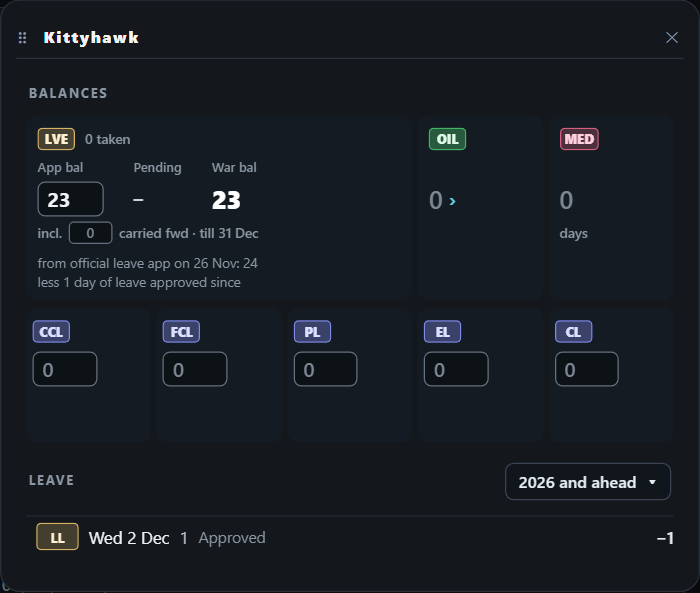 Kittyhawk
BALANCES
LVE 0 taken
App bal Pending War bal
23 – 23
incl. 0 carried fwd · till 31 Dec
from official leave app on 26 Nov: 24
less 1 day of leave approved since
OIL
0 ›
MED
0
days
CCL FCL PL EL CL
0 0 0 0 0
LEAVE 2026 and ahead
LL Wed 2 Dec 1 Approved –1